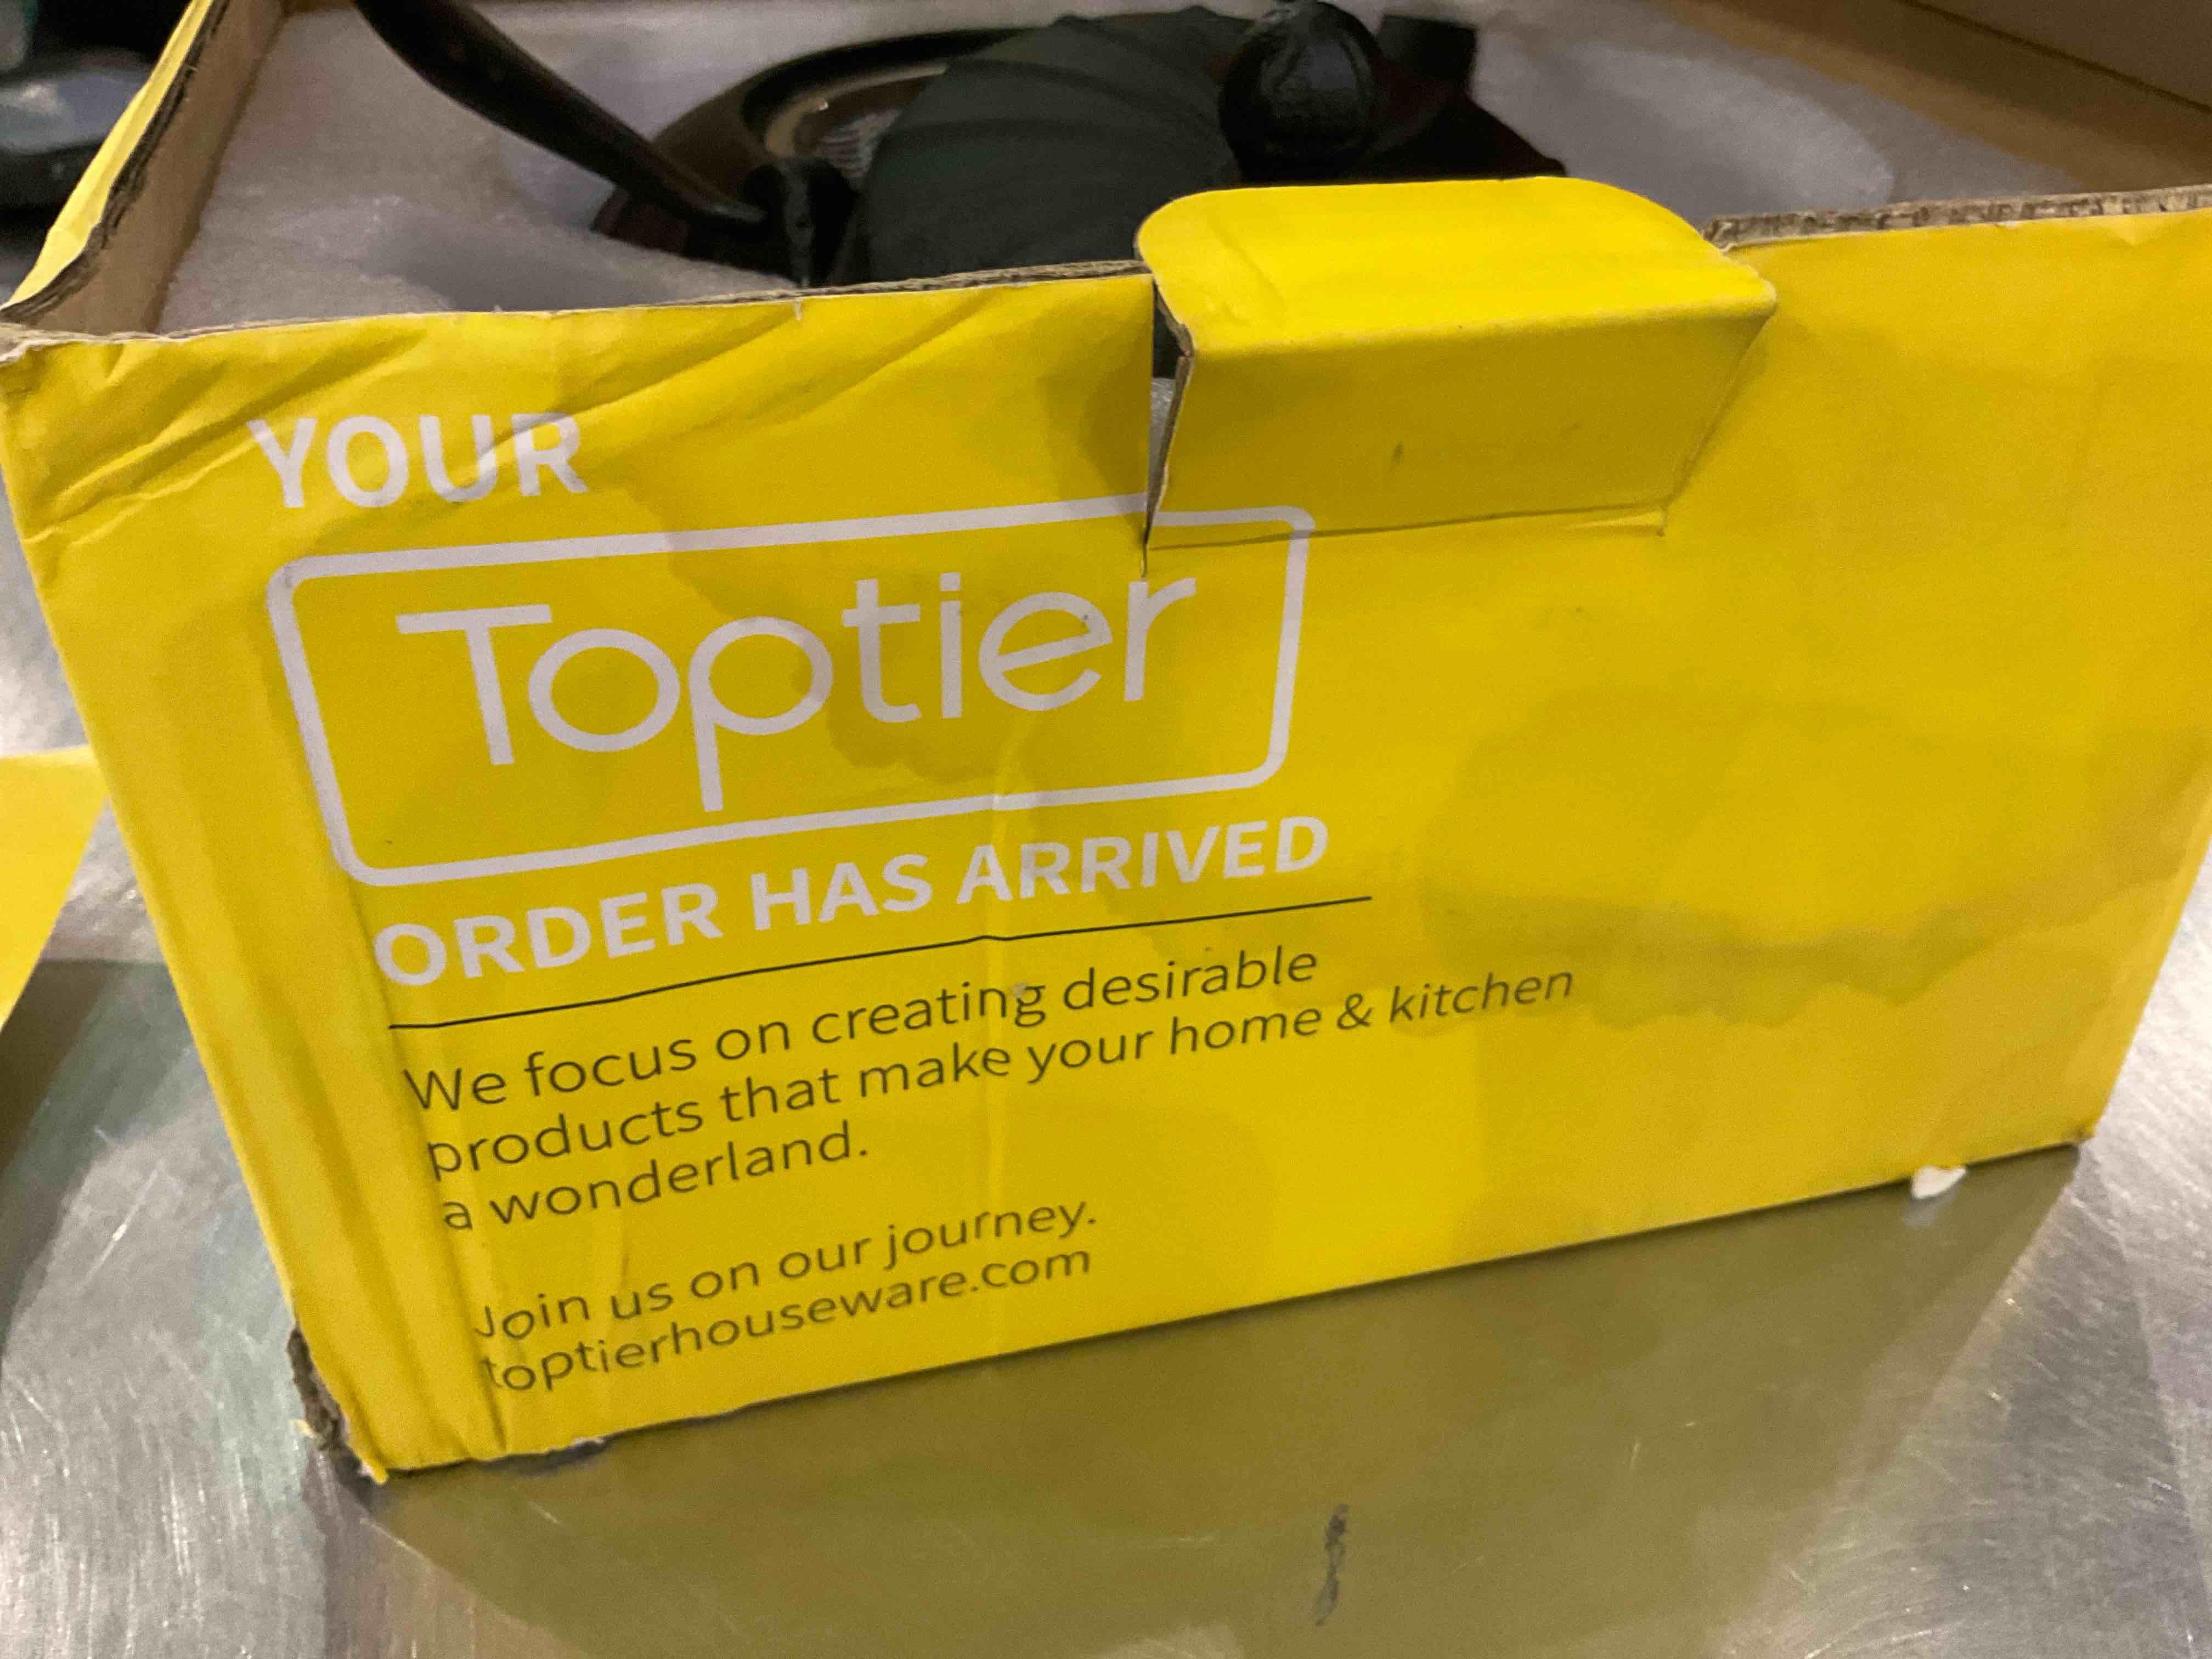 YOUR
Toptier
ORDER HAS ARRIVED
We focus on creating desirable
products that make your home & kitchen
a wonderland.
Join us on our journey.
toptierhouseware.com